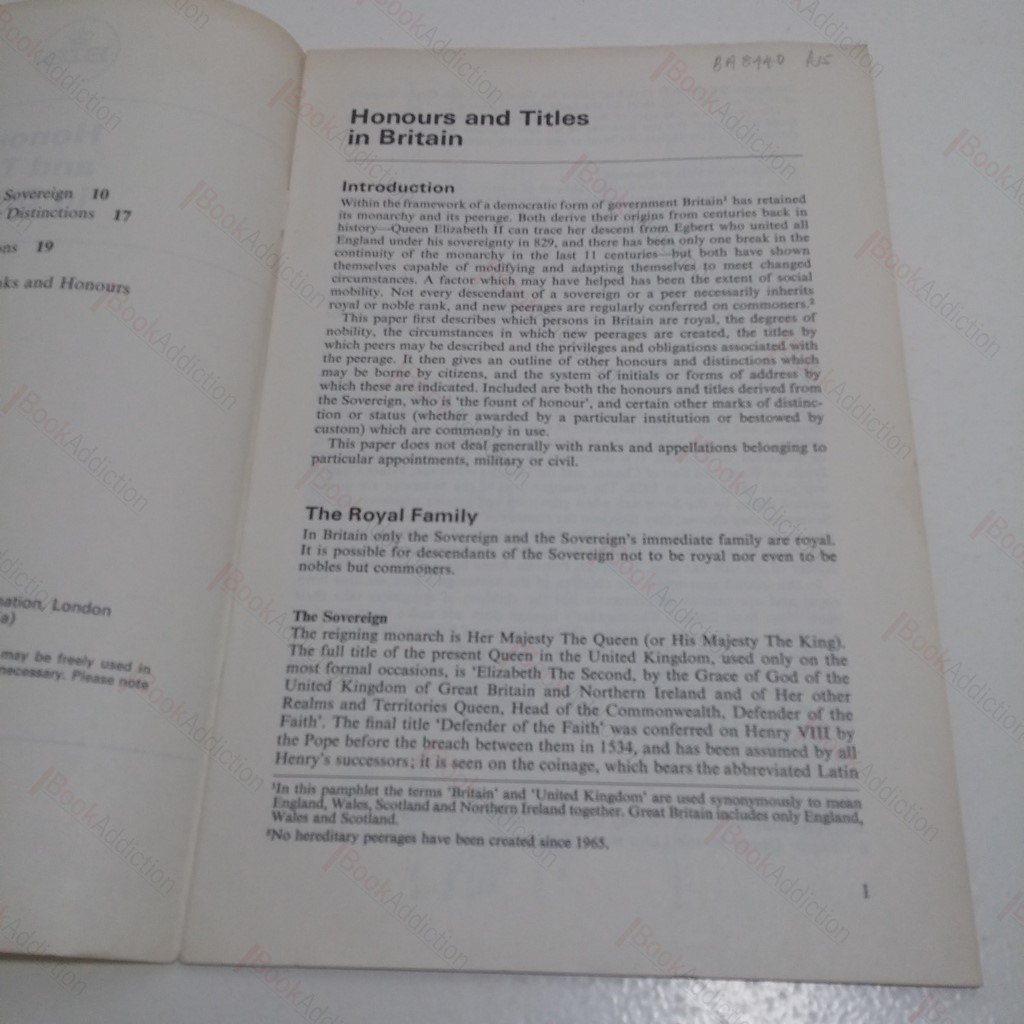 Sovereign 10
Distinctions 17
ns 19
ks and Honours
ation, London
a)
may be freely used in
necessary. Please note
BA 8440 A15
Honours and Titles
in Britain
Introduction
Within the framework of a democratic form of government Britain¹ has retained
its monarchy and its peerage. Both derive their origins from centuries back in
history—Queen Elizabeth II can trace her descent from Egbert who united all
England under his sovereignty in 829, and there has been only one break in the
continuity of the monarchy in the last 11 centuries—but both have shown
themselves capable of modifying and adapting themselves to meet changed
circumstances. A factor which may have helped has been the extent of social
mobility. Not every descendant of a sovereign or a peer necessarily inherits
royal or noble rank, and new peerages are regularly conferred on commoners.²
This paper first describes which persons in Britain are royal, the degrees of
nobility, the circumstances in which new peerages are created, the titles by
which peers may be described and the privileges and obligations associated with
the peerage. It then gives an outline of other honours and distinctions which
may be borne by citizens, and the system of initials or forms of address by
which these are indicated. Included are both the honours and titles derived from
the Sovereign, who is 'the fount of honour', and certain other marks of distinc-
tion or status (whether awarded by a particular institution or bestowed by
custom) which are commonly in use.
This paper does not deal generally with ranks and appellations belonging to
particular appointments, military or civil.
The Royal Family
In Britain only the Sovereign and the Sovereign's immediate family are royal.
It is possible for descendants of the Sovereign not to be royal nor even to be
nobles but commoners.
The Sovereign
The reigning monarch is Her Majesty The Queen (or His Majesty The King).
The full title of the present Queen in the United Kingdom, used only on the
most formal occasions, is 'Elizabeth The Second, by the Grace of God of the
United Kingdom of Great Britain and Northern Ireland and of Her other
Realms and Territories Queen, Head of the Commonwealth, Defender of the
Faith'. The final title 'Defender of the Faith' was conferred on Henry VIII by
the Pope before the breach between them in 1534, and has been assumed by all
Henry's successors; it is seen on the coinage, which bears the abbreviated Latin
¹In this pamphlet the terms 'Britain' and 'United Kingdom' are used synonymously to mean
England, Wales, Scotland and Northern Ireland together. Great Britain includes only England,
Wales and Scotland.
²No hereditary peerages have been created since 1965.
1
BookAddiction